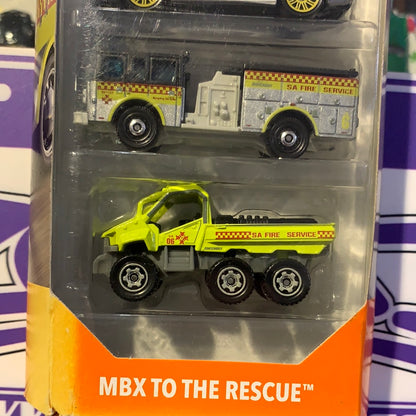 SA FIRE SERVICE
SA FIRE SERVICE
06
MBX TO THE RESCUE™